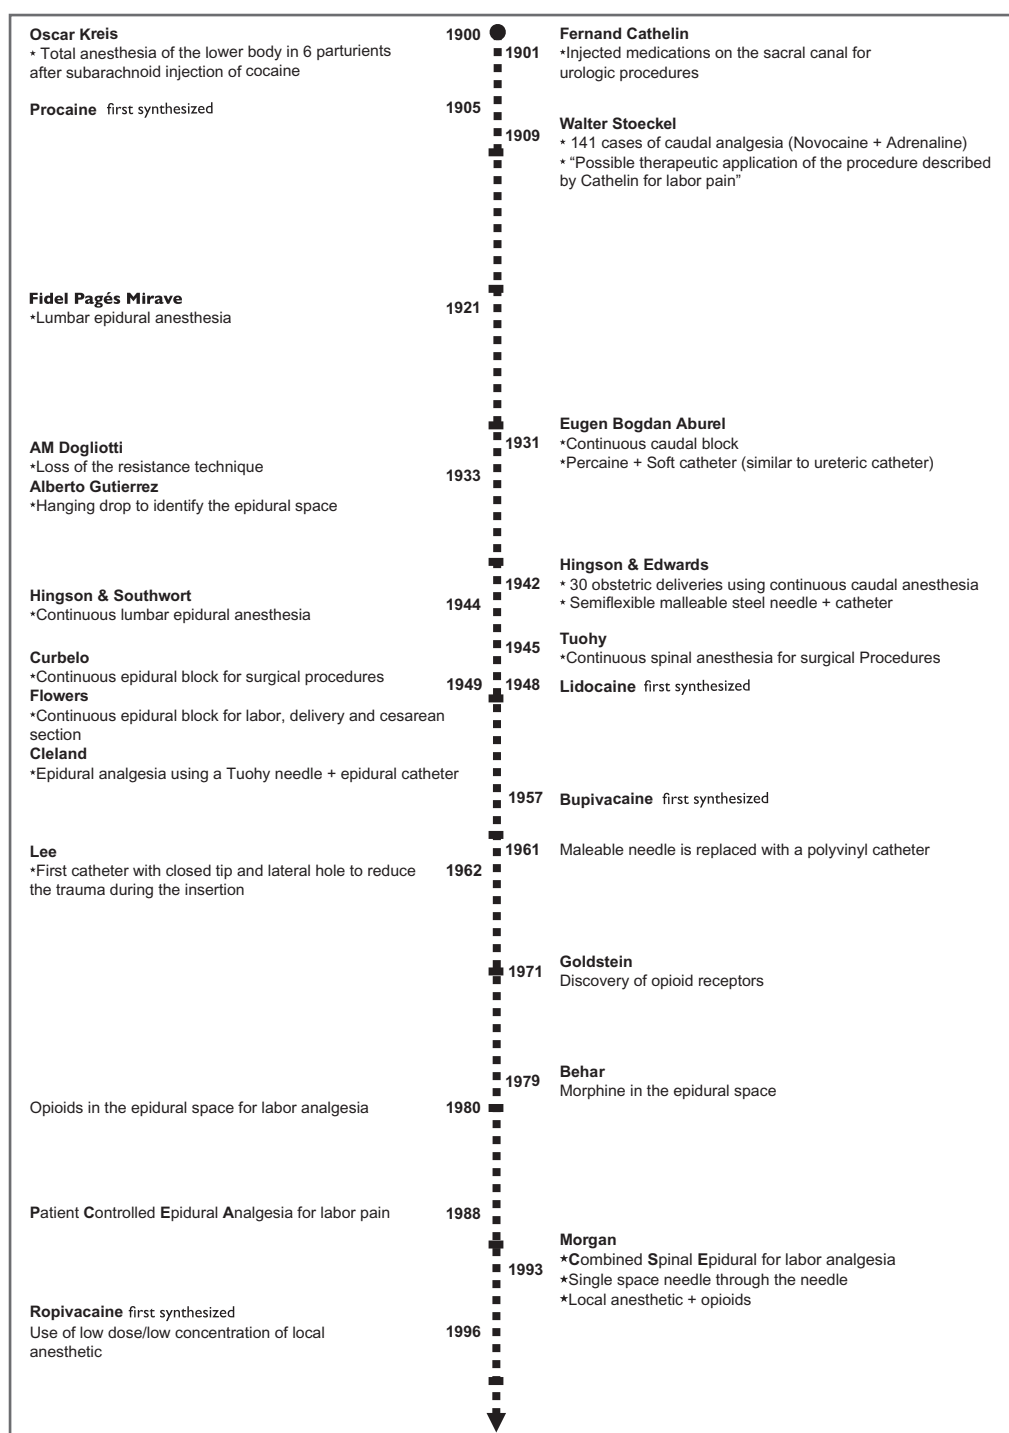 Oscar Kreis
* Total anesthesia of the lower body in 6 parturients
after subarachnoid injection of cocaine
1900
Fernand Cathelin
*Injected medications on the sacral canal for
urologic procedures
1901
Procaine first synthesized
1905
Walter Stoeckel
* 141 cases of caudal analgesia (Novocaine + Adrenaline)
* “Possible therapeutic application of the procedure described
by Cathelin for labor pain”
1909
Fidel Pagés Mirave
*Lumbar epidural anesthesia
1921
Eugen Bogdan Aburel
*Continuous caudal block
*Percaine + Soft catheter (similar to ureteric catheter)
1931
AM Dogliotti
*Loss of the resistance technique
Alberto Gutierrez
*Hanging drop to identify the epidural space
1933
Hingson & Edwards
* 30 obstetric deliveries using continuous caudal anesthesia
* Semiflexible malleable steel needle + catheter
1942
Hingson & Southwort
*Continuous lumbar epidural anesthesia
1944
Tuohy
*Continuous spinal anesthesia for surgical Procedures
1945
1948
Lidocaine first synthesized
Curbelo
*Continuous epidural block for surgical procedures
Flowers
*Continuous epidural block for labor, delivery and cesarean
section
Cleland
*Epidural analgesia using a Tuohy needle + epidural catheter
1949
1957
Bupivacaine first synthesized
1961
Maleable needle is replaced with a polyvinyl catheter
Lee
*First catheter with closed tip and lateral hole to reduce
the trauma during the insertion
1962
Goldstein
Discovery of opioid receptors
1971
Behar
Morphine in the epidural space
1979
Opioids in the epidural space for labor analgesia
1980
Patient Controlled Epidural Analgesia for labor pain
1988
Morgan
*Combined Spinal Epidural for labor analgesia
*Single space needle through the needle
*Local anesthetic + opioids
1993
Ropivacaine first synthesized
Use of low dose/low concentration of local
anesthetic
1996